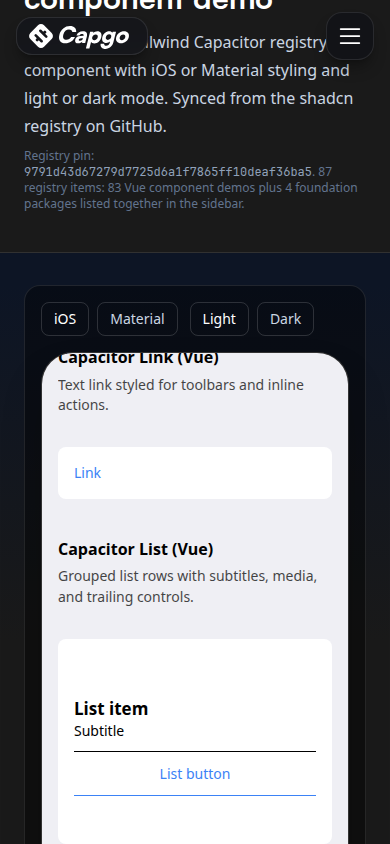 component demo
Capgo
lwind Capacitor registry
component with iOS or Material styling and
light or dark mode. Synced from the shadcn
registry on GitHub.
Registry pin:
9791d43d67279d7725d6a1f7865ff10deaf36ba5. 87
registry items: 83 Vue component demos plus 4 foundation
packages listed together in the sidebar.
iOS
Material
Light
Dark
Capacitor Link (Vue)
Text link styled for toolbars and inline
actions.
Link
Capacitor List (Vue)
Grouped list rows with subtitles, media,
and trailing controls.
List item
Subtitle
List button